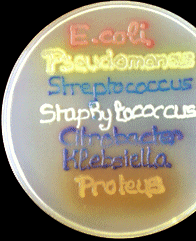 E.coli
Pseudomonas
Streptococcus
Staphylococcus
Citrobacter
Klebsiella
Proteus